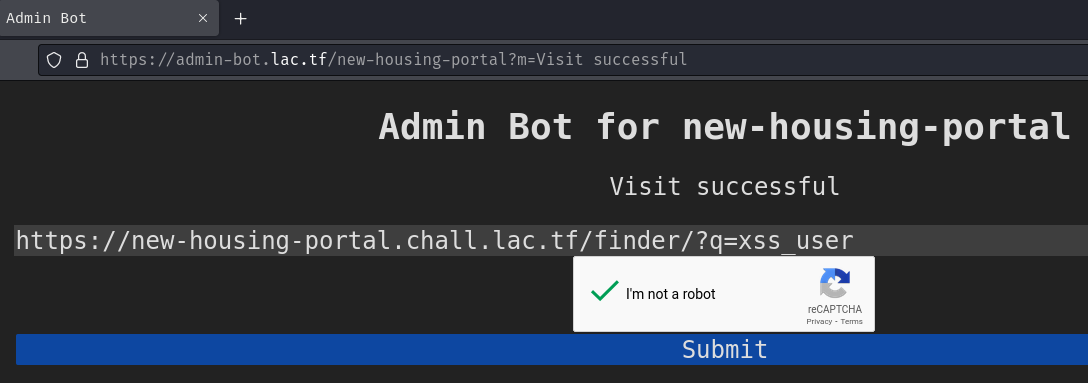 Admin Bot
https://admin-bot.lac.tf/new-housing-portal?m=Visit successful
Admin Bot for new-housing-portal
Visit successful
https://new-housing-portal.chall.lac.tf/finder/?q=xss_user
I'm not a robot
reCAPTCHA
Privacy - Terms
Submit